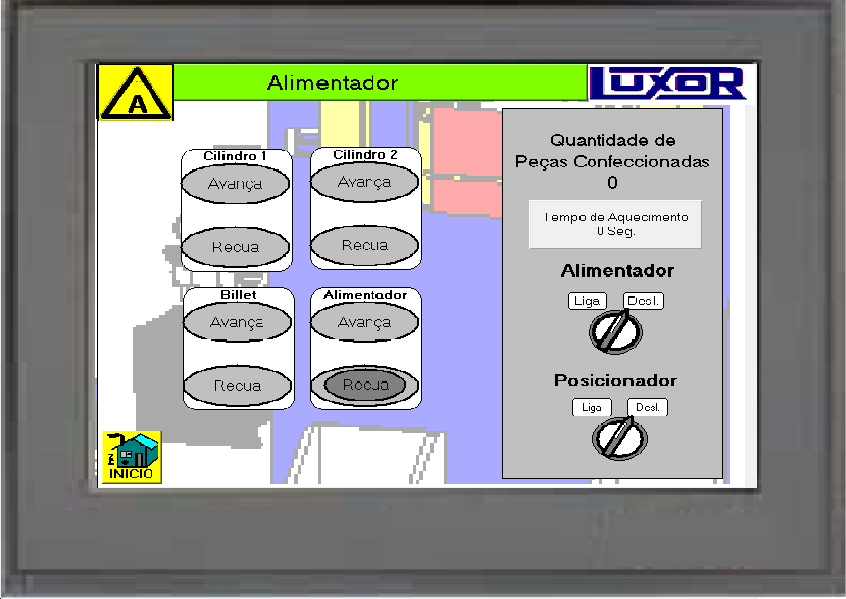 A
Alimentador
LUXOR
Cilindro 1
Avança
Recua
Cilindro 2
Avança
Recua
Billet
Avança
Recua
Alimentador
Avança
Recua
INICIO
Quantidade de
Peças Confeccionadas
0
Tempo de Aquecimento
0 Seg.
Alimentador
Liga
Desl.
Posicionador
Liga
Desl.